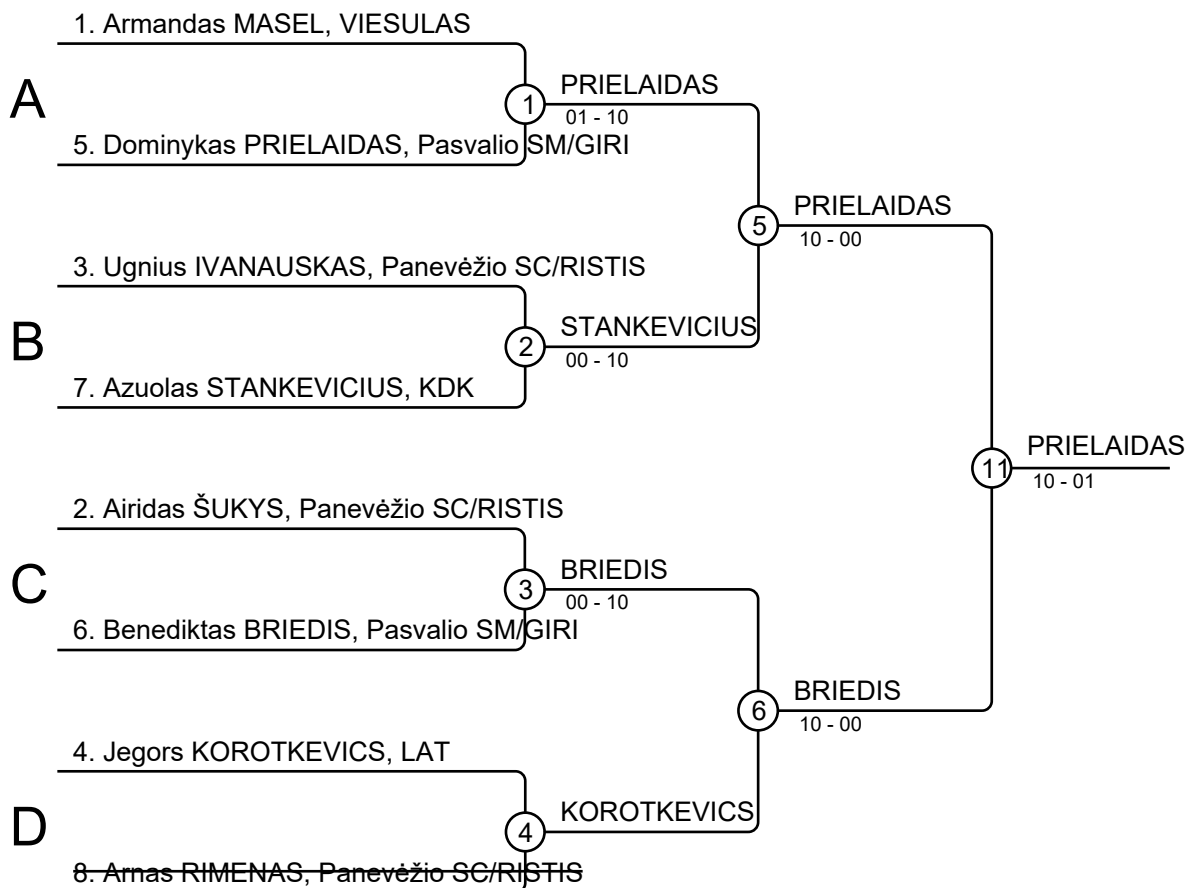 1. Armandas MASEL, VIESULAS
A
1
PRIELAIDAS
01 - 10
5. Dominykas PRIELAIDAS, Pasvalio SM/GIRI
5
PRIELAIDAS
10 - 00
3. Ugnius IVANAUSKAS, Panevėžio SC/RISTIS
B
2
STANKEVICIUS
00 - 10
7. Azuolas STANKEVICIUS, KDK
11
PRIELAIDAS
10 - 01
2. Airidas ŠUKYS, Panevėžio SC/RISTIS
C
3
BRIEDIS
00 - 10
6. Benediktas BRIEDIS, Pasvalio SM/GIRI
6
BRIEDIS
10 - 00
4. Jegors KOROTKEVICS, LAT
D
4
KOROTKEVICS
8. Arnas RIMENAS, Panevėžio SC/RISTIS